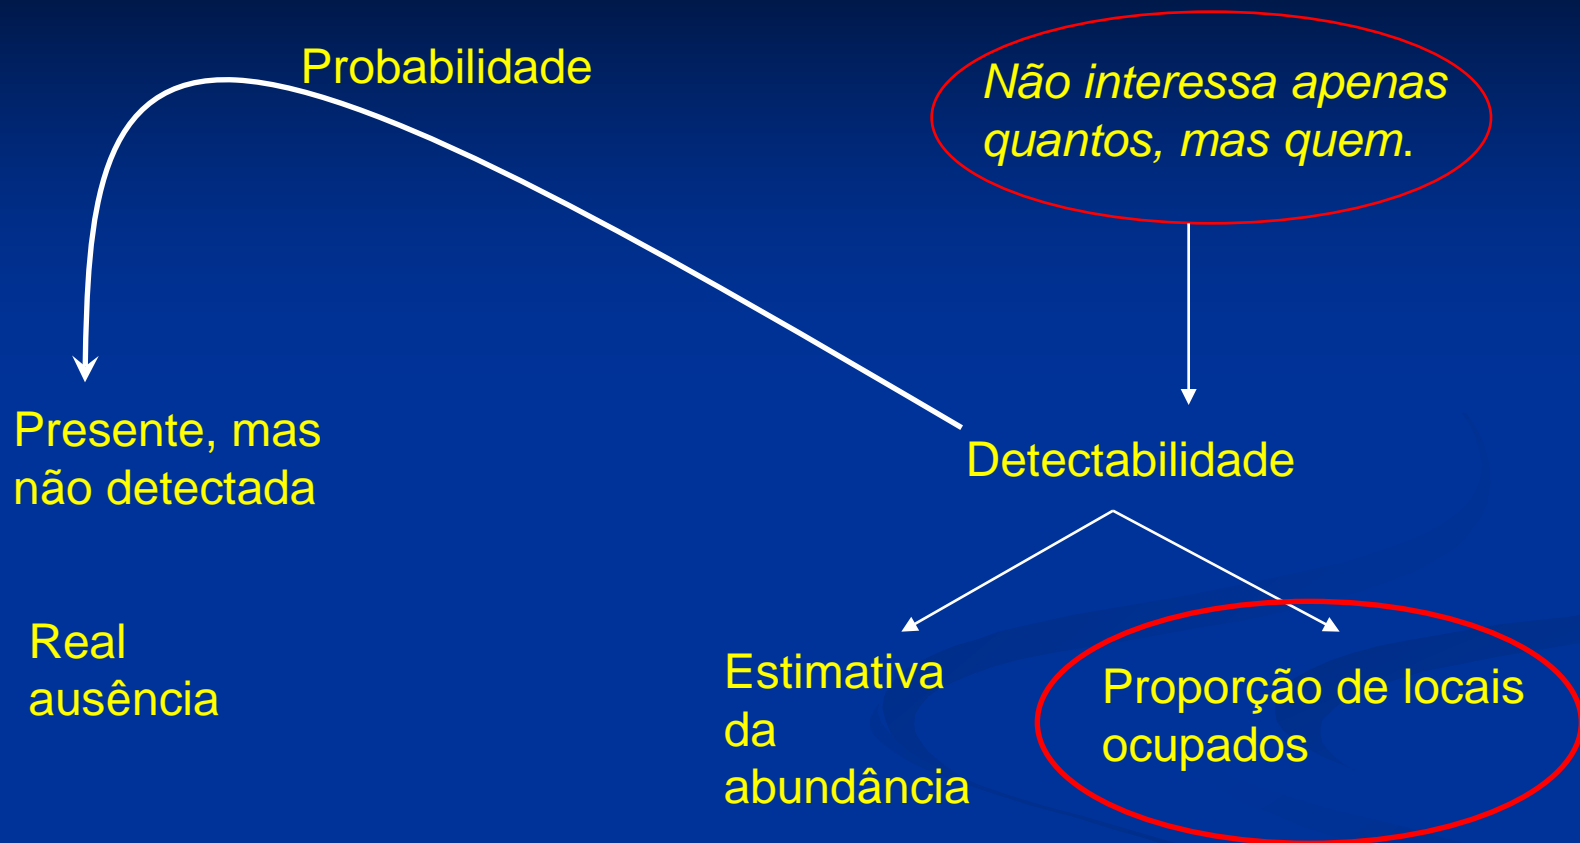 Probabilidade
Não interessa apenas
quantos, mas quem.
Presente, mas
não detectada
Detectabilidade
Real
ausência
Estimativa
da
abundância
Proporção de locais
ocupados